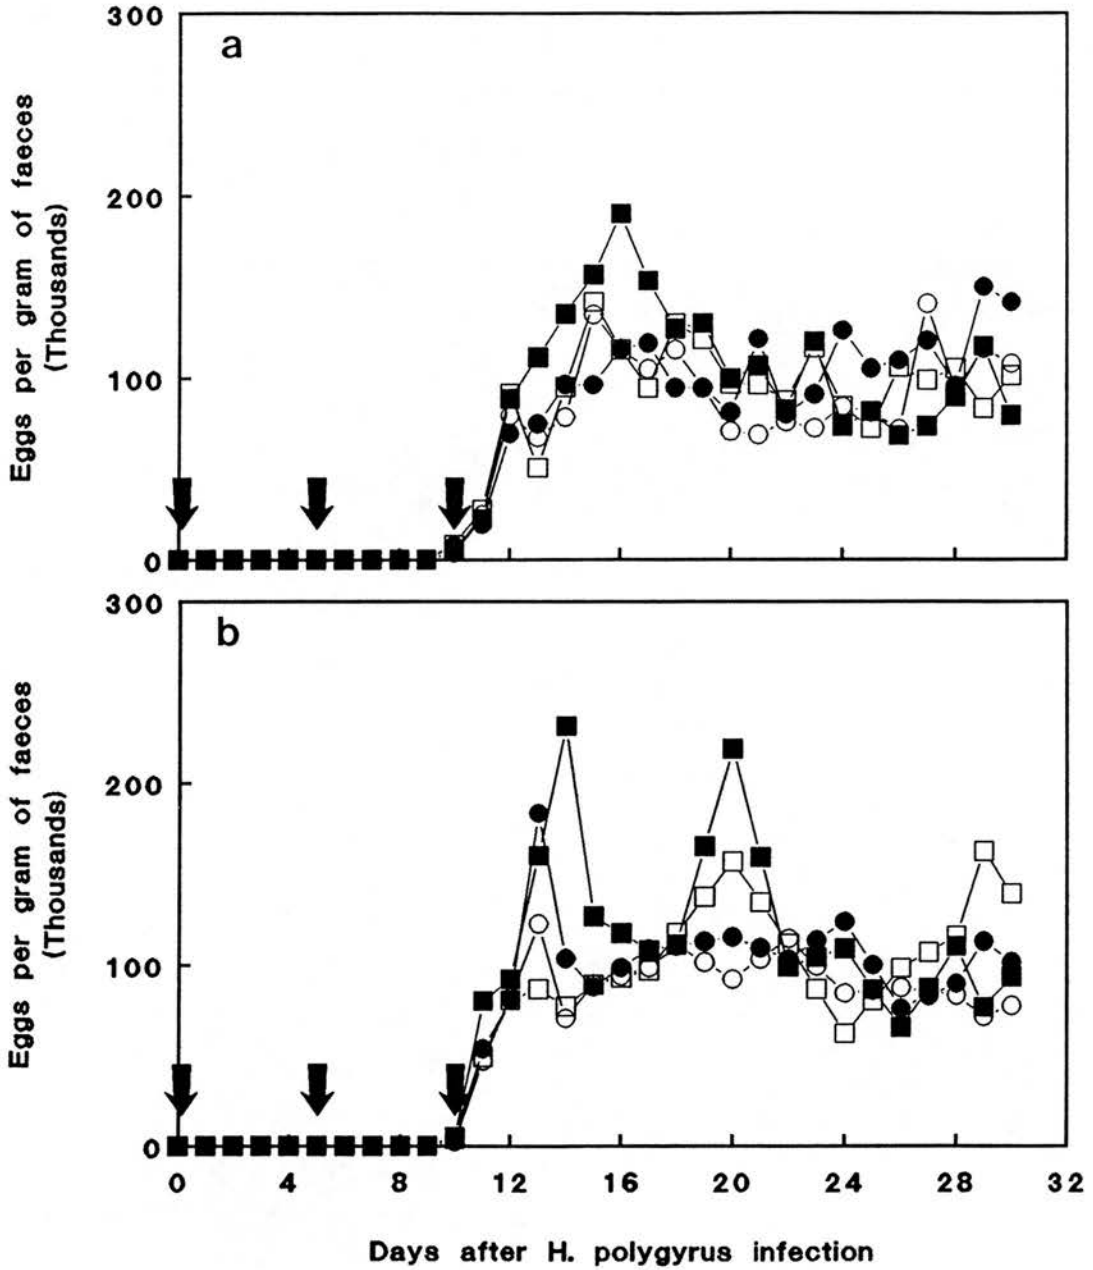 300
a
200
100
0
Eggs per gram of faeces
(Thousands)
300
b
200
100
0
Eggs per gram of faeces
(Thousands)
0 4 8 12 16 20 24 28 32
Days after H. polygyrus infection